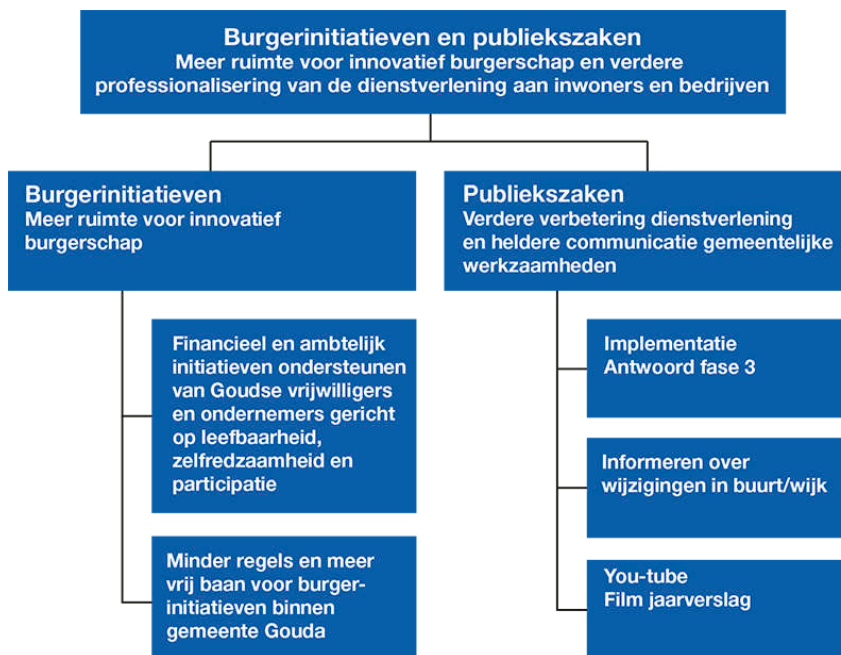 Burgerinitiatieven en publiekszaken
Meer ruimte voor innovatief burgerschap en verdere
professionalisering van de dienstverlening aan inwoners en bedrijven
Burgerinitiatieven
Meer ruimte voor innovatief
burgerschap
Financieel en ambtelijk
initiatieven ondersteunen
van Goudse vrijwilligers
en ondernemers gericht
op leefbaarheid,
zelfredzaamheid en
participatie
Minder regels en meer
vrij baan voor burger-
initiatieven binnen
gemeente Gouda
Publiekszaken
Verdere verbetering dienstverlening
en heldere communicatie gemeentelijke
werkzaamheden
Implementatie
Antwoord fase 3
Informeren over
wijzigingen in buurt/wijk
You-tube
Film jaarverslag